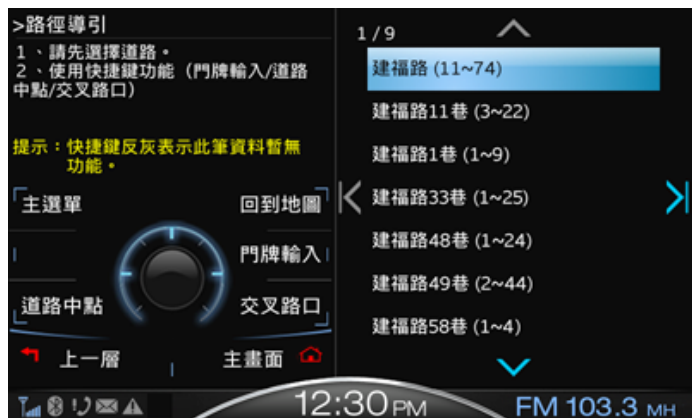 >路徑導引
1、請先選擇道路。
2、使用快捷鍵功能（門牌輸入/道路
中點/交叉路口）
提示：快捷鍵反灰表示此筆資料暫無
功能。
主選單
回到地圖
門牌輸入
道路中點
交叉路口
上一層
主畫面
1/9
建福路 (11~74)
建福路11巷 (3~22)
建福路1巷 (1~9)
建福路33巷 (1~25)
建福路48巷 (1~24)
建福路49巷 (2~44)
建福路58巷 (1~4)
12:30 PM
FM 103.3 MH